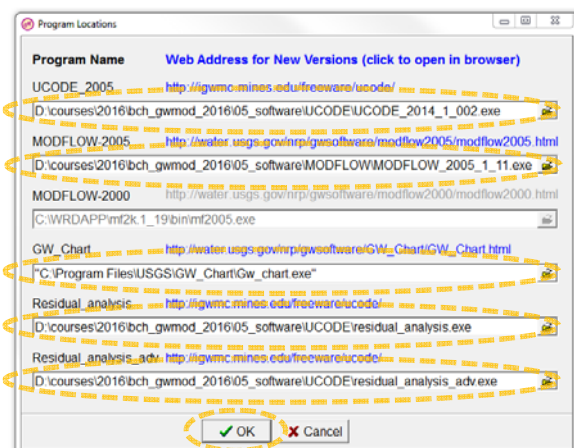 Program Locations
Program Name Web Address for New Versions (click to open in browser)
UCODE_2005 http://igwmc.mines.edu/freeware/ucode/
D:\courses\2016\bch_gwmod_2016\05_software\UCODE\UCODE_2014_1_002.exe
MODFLOW-2005 http://water.usgs.gov/nrp/gwsoftware/modflow2005/modflow2005.html
D:\courses\2016\bch_gwmod_2016\05_software\MODFLOW\MODFLOW_2005_1_11.exe
MODFLOW-2000 http://water.usgs.gov/nrp/gwsoftware/modflow2000/modflow2000.html
C:\WRDAPP\mf2k.1_19\bin\mf2005.exe
GW_Chart http://water.usgs.gov/nrp/gwsoftware/GW_Chart/GW_Chart.html
"C:\Program Files\USGS\GW_Chart\Gw_chart.exe"
Residual_analysis http://igwmc.mines.edu/freeware/ucode/
D:\courses\2016\bch_gwmod_2016\05_software\UCODE\residual_analysis.exe
Residual_analysis_adv http://igwmc.mines.edu/freeware/ucode/
D:\courses\2016\bch_gwmod_2016\05_software\UCODE\residual_analysis_adv.exe
OK Cancel